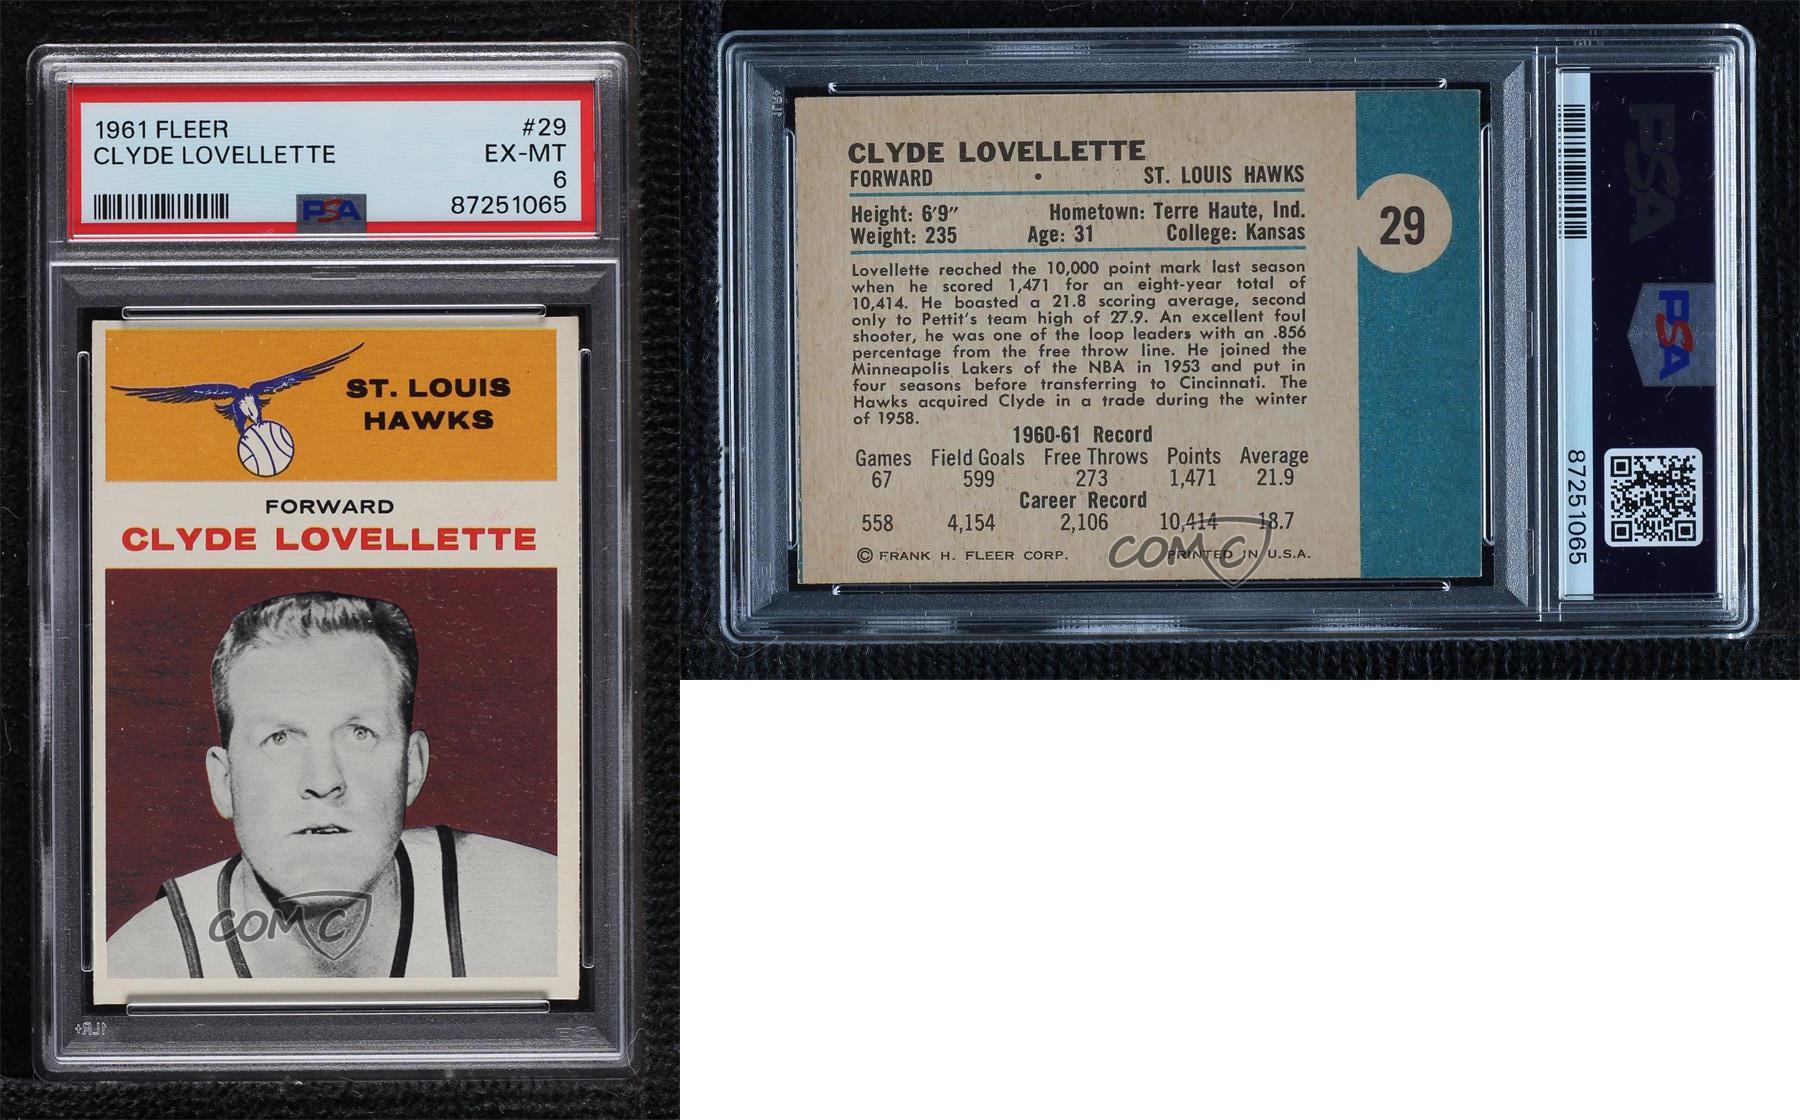 1961 FLEER #29
CLYDE LOVELLETTE EX-MT
6
PSA 87251065
ST. LOUIS
HAWKS
FORWARD
CLYDE LOVELLETTE
COMC
1LR+
PSA
CLYDE LOVELLETTE
FORWARD • ST. LOUIS HAWKS
Height: 6'9" Hometown: Terre Haute, Ind.
Weight: 235 Age: 31 College: Kansas
29
Lovellette reached the 10,000 point mark last season
when he scored 1,471 for an eight-year total of
10,414. He boasted a 21.8 scoring average, second
only to Pettit's team high of 27.9. An excellent foul
shooter, he was one of the loop leaders with an .856
percentage from the free throw line. He joined the
Minneapolis Lakers of the NBA in 1953 and put in
four seasons before transferring to Cincinnati. The
Hawks acquired Clyde in a trade during the winter
of 1958.
1960-61 Record
Games Field Goals Free Throws Points Average
67 599 273 1,471 21.9
Career Record
558 4,154 2,106 10,414 18.7
© FRANK H. FLEER CORP. PRINTED IN U.S.A.
COMC
PSA
PSA
87251065